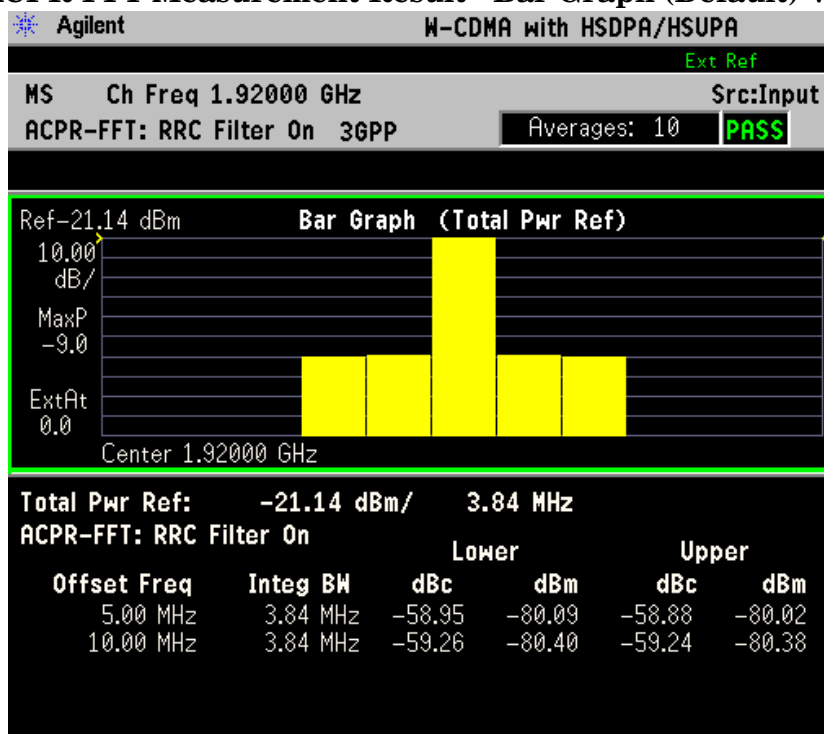 Agilent W-CDMA with HSDPA/HSUPA
Ext Ref
MS Ch Freq 1.92000 GHz Src:Input
ACPR-FFT: RRC Filter On 3GPP Averages: 10 PASS
Ref-21.14 dBm Bar Graph (Total Pwr Ref)
10.00
dB/
MaxP
-9.0
ExtAt
0.0
Center 1.92000 GHz
Total Pwr Ref: -21.14 dBm/ 3.84 MHz
ACPR-FFT: RRC Filter On
Lower Upper
Offset Freq Integ BW dBc dBm dBc dBm
5.00 MHz 3.84 MHz -58.95 -80.09 -58.88 -80.02
10.00 MHz 3.84 MHz -59.26 -80.40 -59.24 -80.38